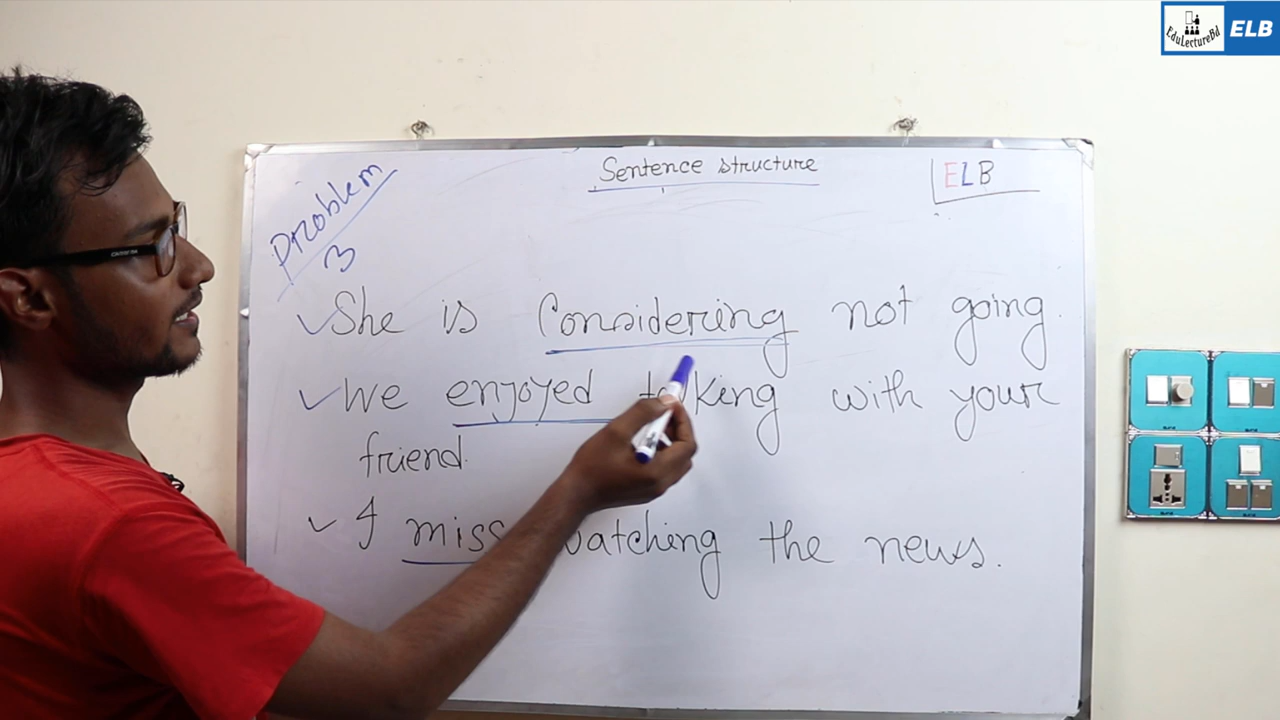 EduLectureBd ELB
Sentence structure
ELB
Problem
3
She is Considering not going.
We enjoyed talking with your
friend.
I miss watching the news.